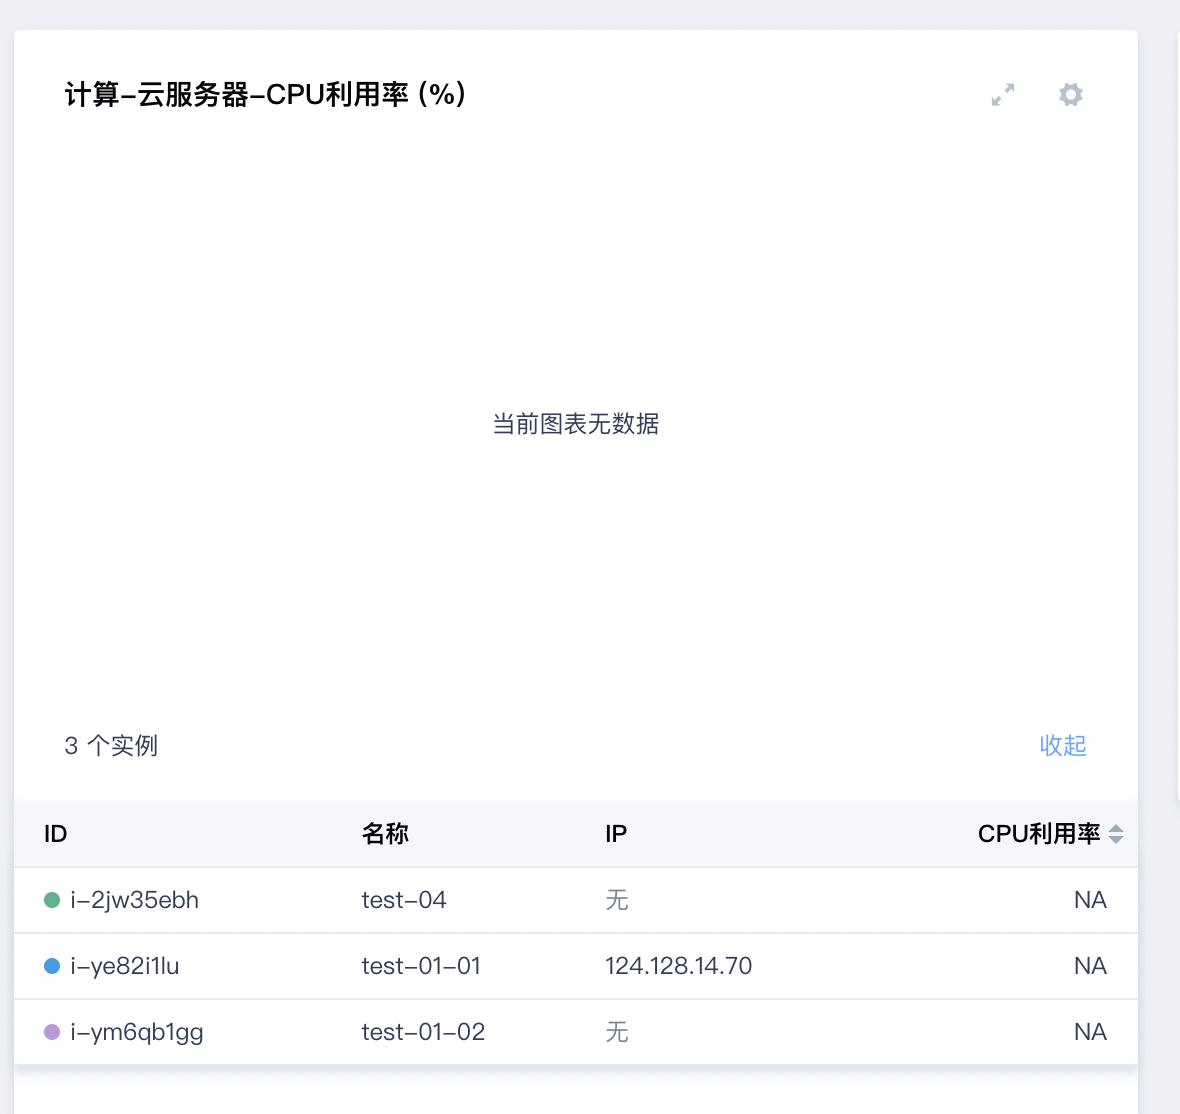 计算-云服务器-CPU利用率 (%)
当前图表无数据
3 个实例 收起
ID 名称 IP CPU利用率
i-2jw35ebh test-04 无 NA
i-ye82i1lu test-01-01 124.128.14.70 NA
i-ym6qb1gg test-01-02 无 NA